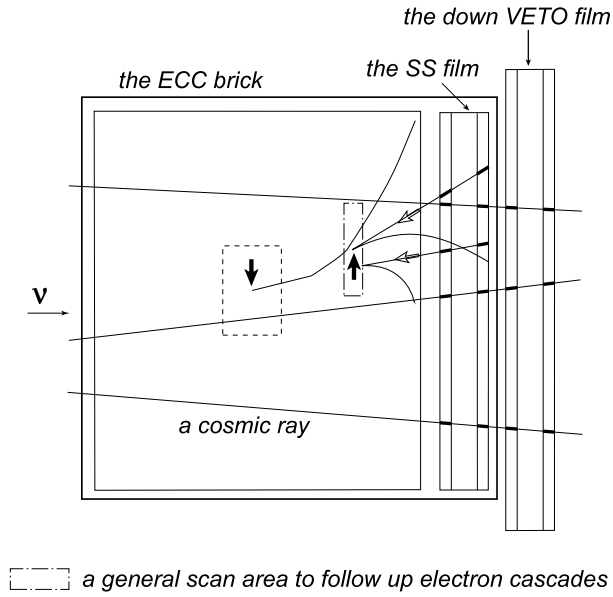 the down VETO film
the SS film
the ECC brick
ν
a cosmic ray
a general scan area to follow up electron cascades